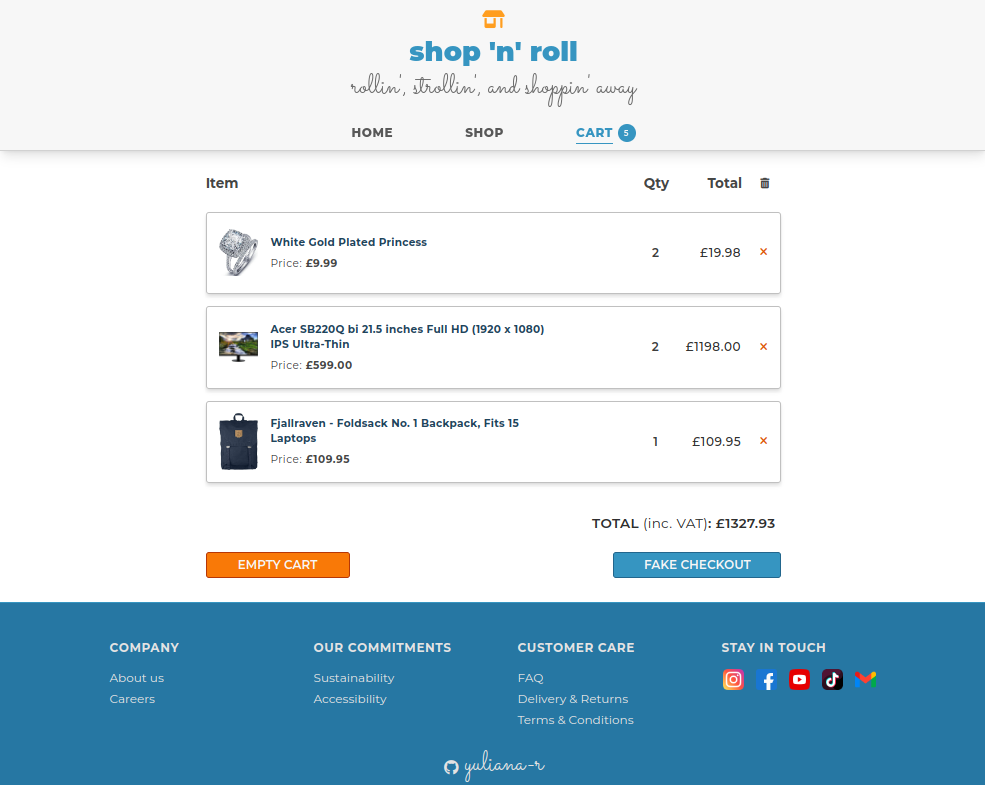 shop 'n' roll
rollin', strollin', and shoppin' away
HOME SHOP CART 5
Item Qty Total
White Gold Plated Princess
Price: £9.99
2 £19.98 ×
Acer SB220Q bi 21.5 inches Full HD (1920 x 1080)
IPS Ultra-Thin
Price: £599.00
2 £1198.00 ×
Fjallraven - Foldsack No. 1 Backpack, Fits 15
Laptops
Price: £109.95
1 £109.95 ×
TOTAL (inc. VAT): £1327.93
EMPTY CART FAKE CHECKOUT
COMPANY
About us
Careers
OUR COMMITMENTS
Sustainability
Accessibility
CUSTOMER CARE
FAQ
Delivery & Returns
Terms & Conditions
STAY IN TOUCH
yuliana-r